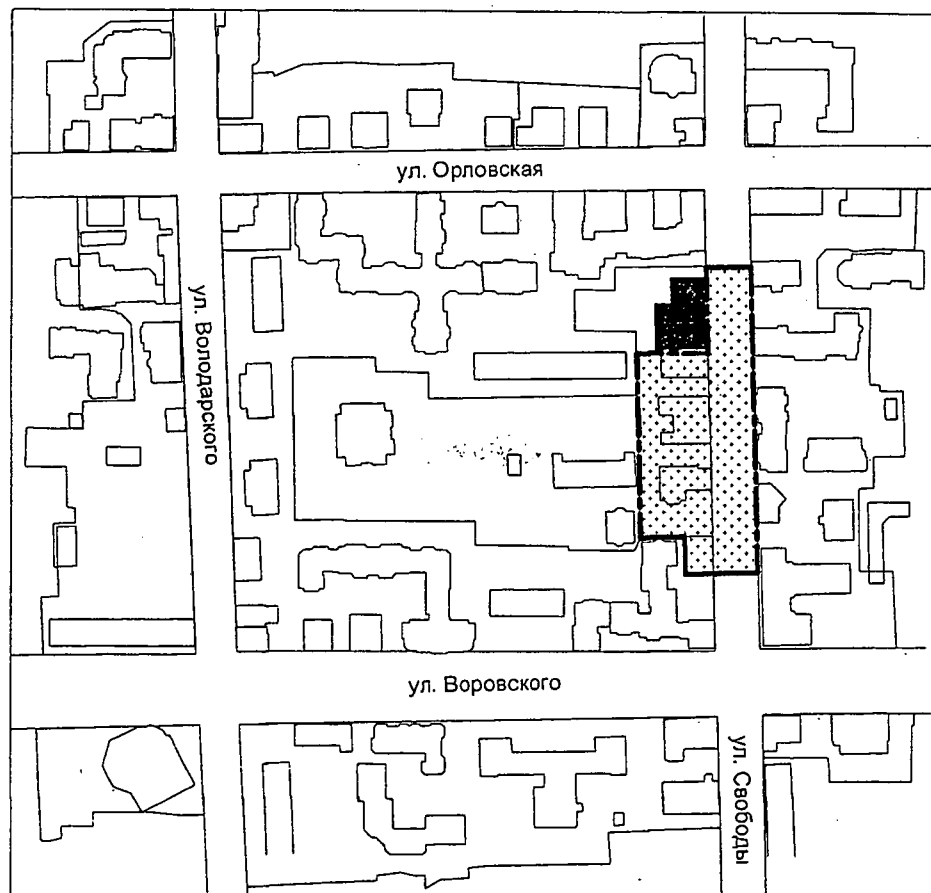 ул. Орловская
ул. Володарского
ул. Воровского
ул. Свободы